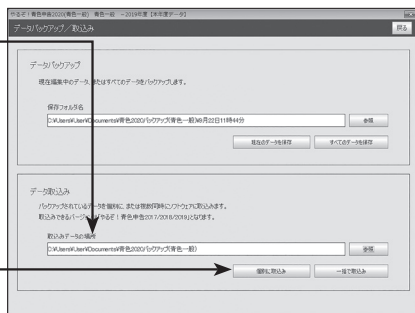 やるぞ！青色申告2020(青色一般) 青色一般 －2019年度【本年度データ】
データバックアップ／取込み
戻る
データバックアップ
現在編集中のデータ、またはすべてのデータをバックアップします。
保存フォルダ名
C:¥Users¥User¥Documents¥青色2020バックアップ(青色一般)¥8月22日11時44分
参照
現在のデータを保存
すべてのデータを保存
データ取込み
バックアップされているデータを個別に、または複数同時にソフトウェアに取込みます。
取込みできるバージョンは「やるぞ！青色申告2017/2018/2019」となります。
取込みデータの場所
C:¥Users¥User¥Documents¥青色2020バックアップ(青色一般)
参照
個別に取込み
一括で取込み